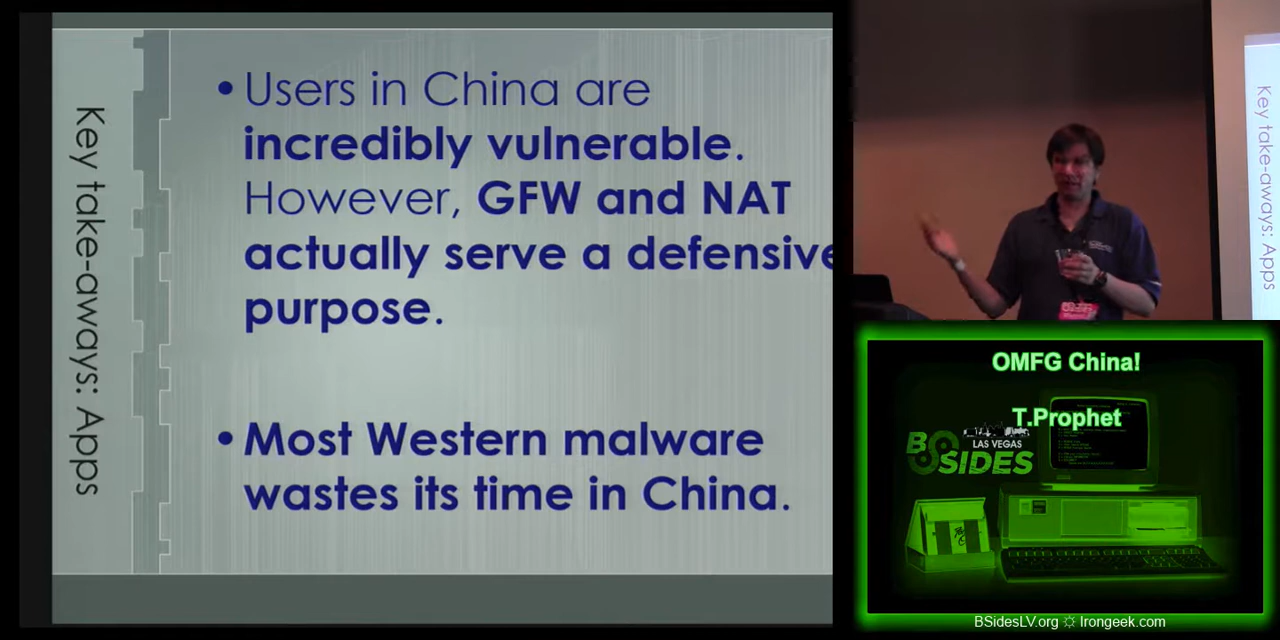 Key take-aways: Apps
•Users in China are
incredibly vulnerable.
However, GFW and NAT
actually serve a defensive
purpose.
•Most Western malware
wastes its time in China.
Key take-aways: Apps
OMFG China!
T.Prophet
BSIDES
LAS VEGAS
BSidesLV.org ☼ Irongeek.com